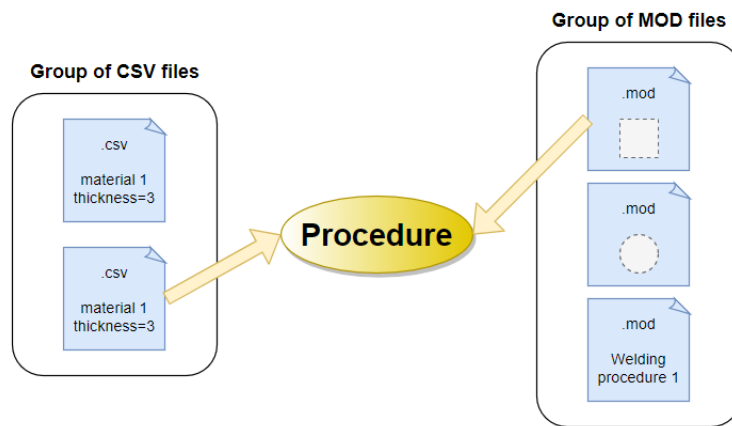 Group of MOD files
Group of CSV files
.csv
material 1
thickness=3
.csv
material 1
thickness=3
Procedure
.mod
.mod
.mod
Welding
procedure 1